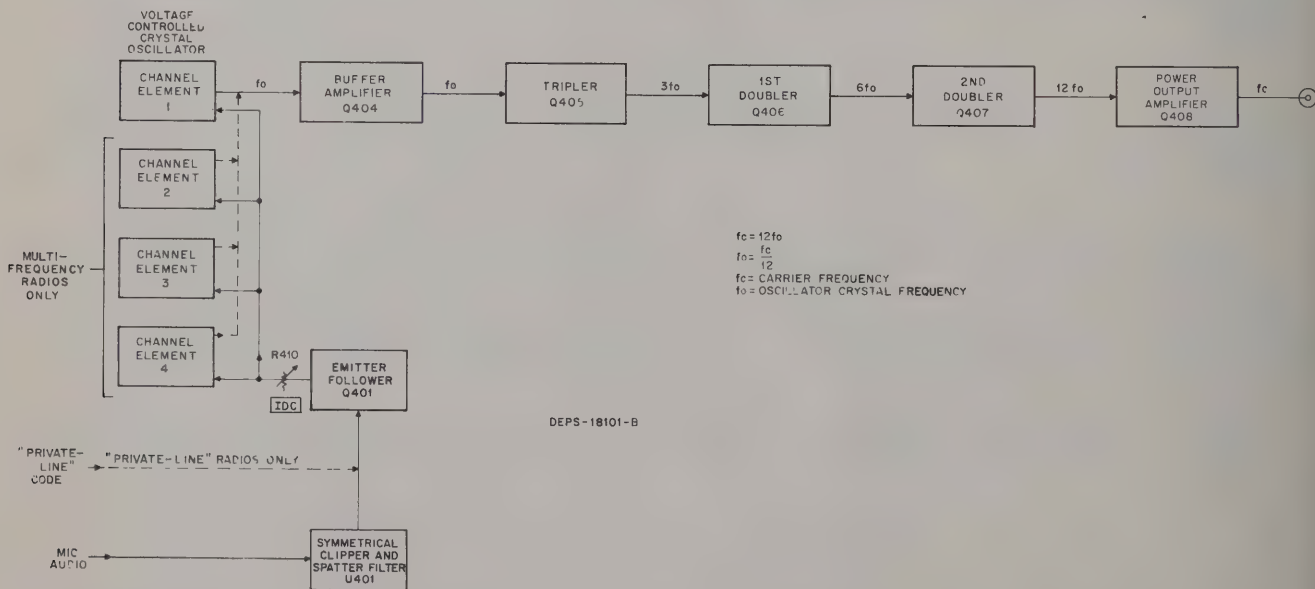 VOLTAGE
CONTROLLED
CRYSTAL
OSCILLATOR
CHANNEL
ELEMENT
1
fo
BUFFER
AMPLIFIER
Q404
fo
TRIPLER
Q405
3fo
1ST
DOUBLER
Q406
6fo
2ND
DOUBLER
Q407
12 fo
POWER
OUTPUT
AMPLIFIER
Q408
fc
CHANNEL
ELEMENT
2
MULTI-
FREQUENCY
RADIOS
ONLY
CHANNEL
ELEMENT
3
CHANNEL
ELEMENT
4
fc = 12fo
fo = fc
12
fc = CARRIER FREQUENCY
fo = OSCILLATOR CRYSTAL FREQUENCY
R410
IDC
EMITTER
FOLLOWER
Q401
DEPS-18101-B
"PRIVATE-
LINE"
CODE
"PRIVATE-LINE" RADIOS ONLY
MIC
AUDIO
SYMMETRICAL
CLIPPER AND
SPATTER FILTER
U401